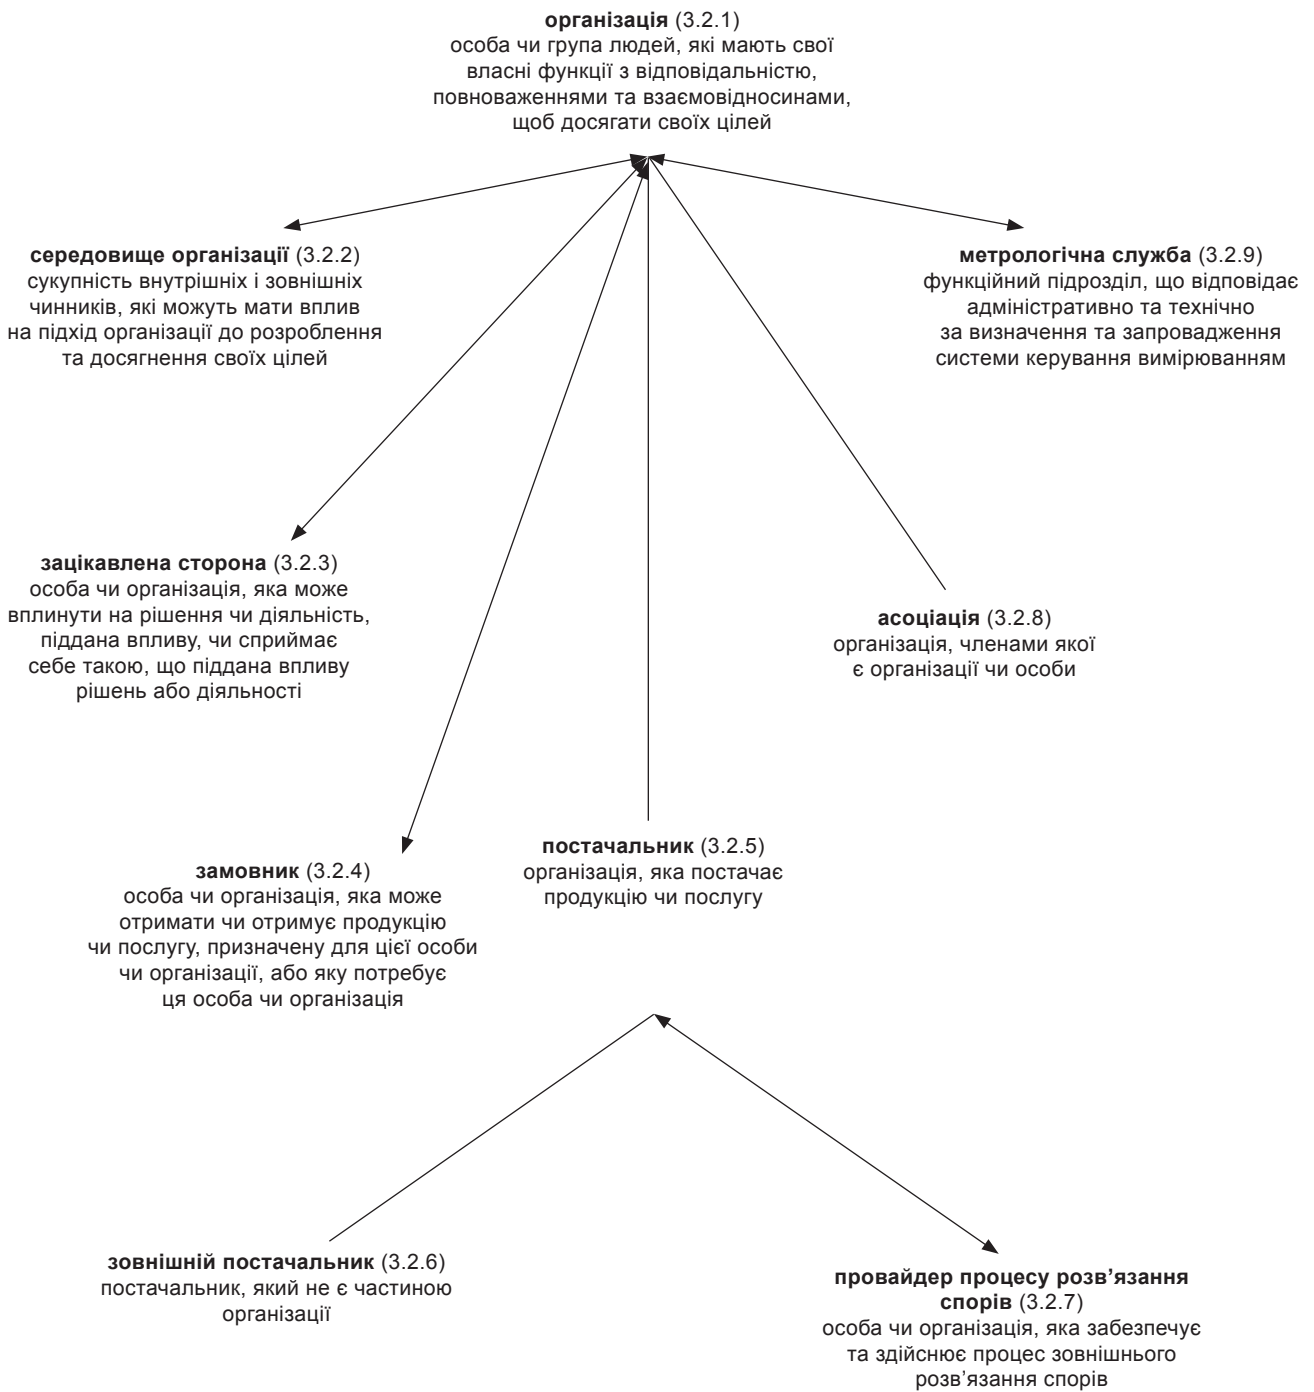 організація (3.2.1)
особа чи група людей, які мають свої
власні функції з відповідальністю,
повноваженнями та взаємовідносинами,
щоб досягати своїх цілей
середовище організації (3.2.2)
сукупність внутрішніх і зовнішніх
чинників, які можуть мати вплив
на підхід організації до розроблення
та досягнення своїх цілей
метрологічна служба (3.2.9)
функційний підрозділ, що відповідає
адміністративно та технічно
за визначення та запровадження
системи керування вимірюванням
зацікавлена сторона (3.2.3)
особа чи організація, яка може
вплинути на рішення чи діяльність,
піддана впливу, чи сприймає
себе такою, що піддана впливу
рішень або діяльності
асоціація (3.2.8)
організація, членами якої
є організації чи особи
замовник (3.2.4)
особа чи організація, яка може
отримати чи отримує продукцію
чи послугу, призначену для цієї особи
чи організації, або яку потребує
ця особа чи організація
постачальник (3.2.5)
організація, яка постачає
продукцію чи послугу
зовнішній постачальник (3.2.6)
постачальник, який не є частиною
організації
провайдер процесу розв’язання
спорів (3.2.7)
особа чи організація, яка забезпечує
та здійснює процес зовнішнього
розв’язання спорів